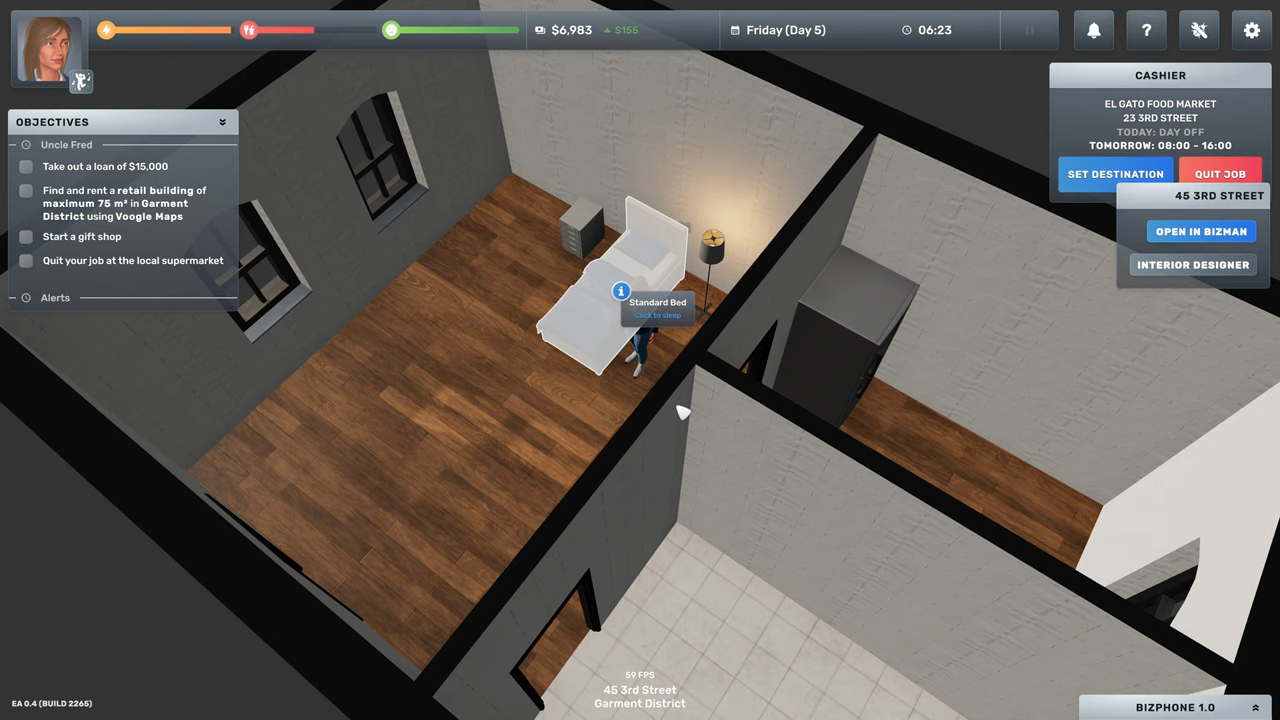 $6,983
$155
Friday (Day 5)
06:23
?
OBJECTIVES
Uncle Fred
Take out a loan of $15,000
Find and rent a retail building of
maximum 75 m² in Garment
District using Voogle Maps
Start a gift shop
Quit your job at the local supermarket
Alerts
CASHIER
EL GATO FOOD MARKET
23 3RD STREET
TODAY: DAY OFF
TOMORROW: 08:00 - 16:00
SET DESTINATION
QUIT JOB
45 3RD STREET
OPEN IN BIZMAN
INTERIOR DESIGNER
Standard Bed
Click to sleep
59 FPS
45 3rd Street
Garment District
EA 0.4 (BUILD 2265)
BIZPHONE 1.0